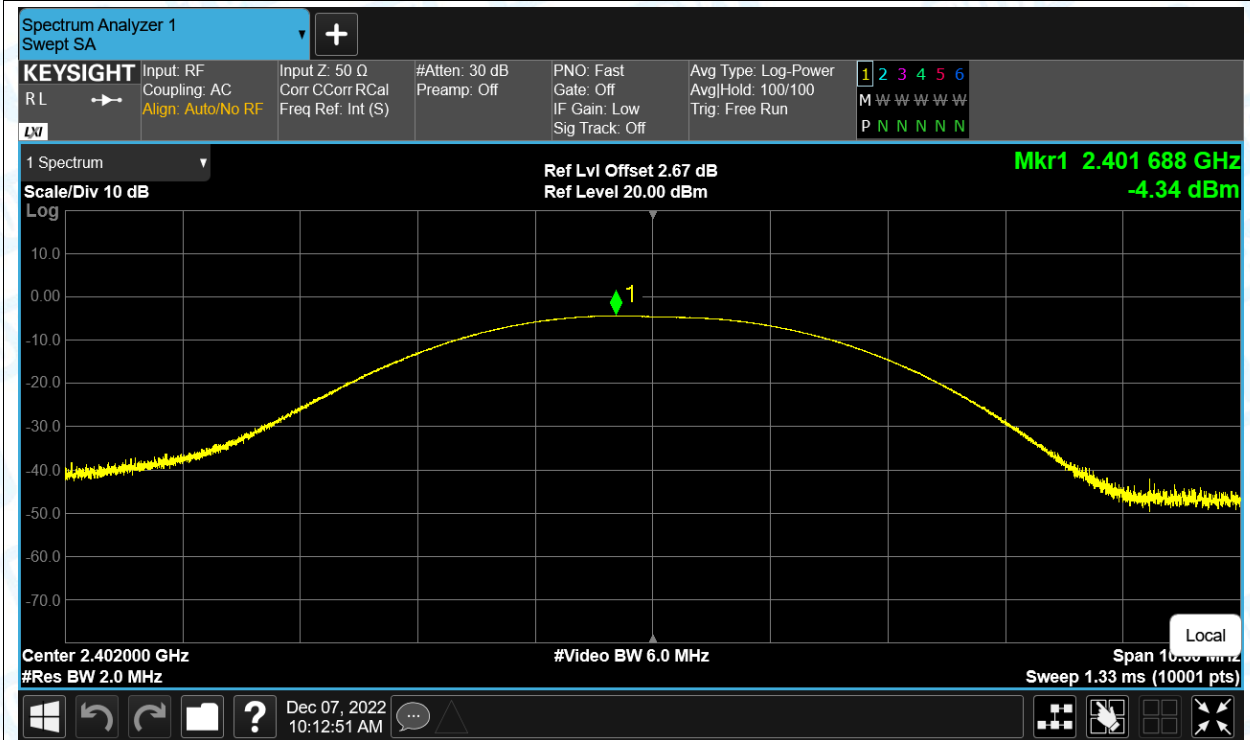 Spectrum Analyzer 1
Swept SA
+
KEYSIGHT
R L
LXI
Input: RF
Coupling: AC
Align: Auto/No RF
Input Z: 50 Ω
Corr CCorr RCal
Freq Ref: Int (S)
#Atten: 30 dB
Preamp: Off
PNO: Fast
Gate: Off
IF Gain: Low
Sig Track: Off
Avg Type: Log-Power
Avg|Hold: 100/100
Trig: Free Run
1 2 3 4 5 6
M W W W W W
P N N N N N
1 Spectrum
Scale/Div 10 dB
Log
Ref Lvl Offset 2.67 dB
Ref Level 20.00 dBm
Mkr1 2.401 688 GHz
-4.34 dBm
10.0
0.00
-10.0
-20.0
-30.0
-40.0
-50.0
-60.0
-70.0
1
Local
Center 2.402000 GHz
#Video BW 6.0 MHz
Span 10.00 MHz
#Res BW 2.0 MHz
Sweep 1.33 ms (10001 pts)
?
Dec 07, 2022
10:12:51 AM